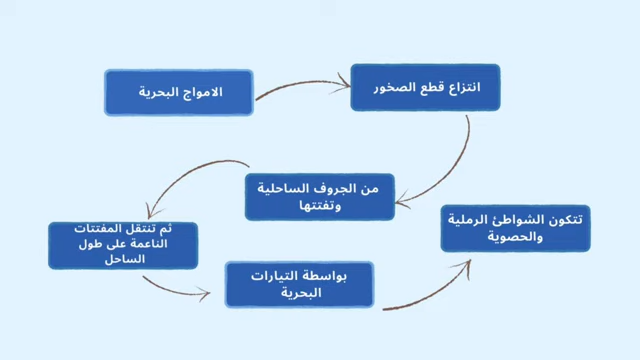 الامواج البحرية
انتزاع قطع الصخور
من الجروف الساحلية
وتفتتها
ثم تنتقل المفتتات
الناعمة على طول
الساحل
بواسطة التيارات
البحرية
تتكون الشواطئ الرملية
والحصوية